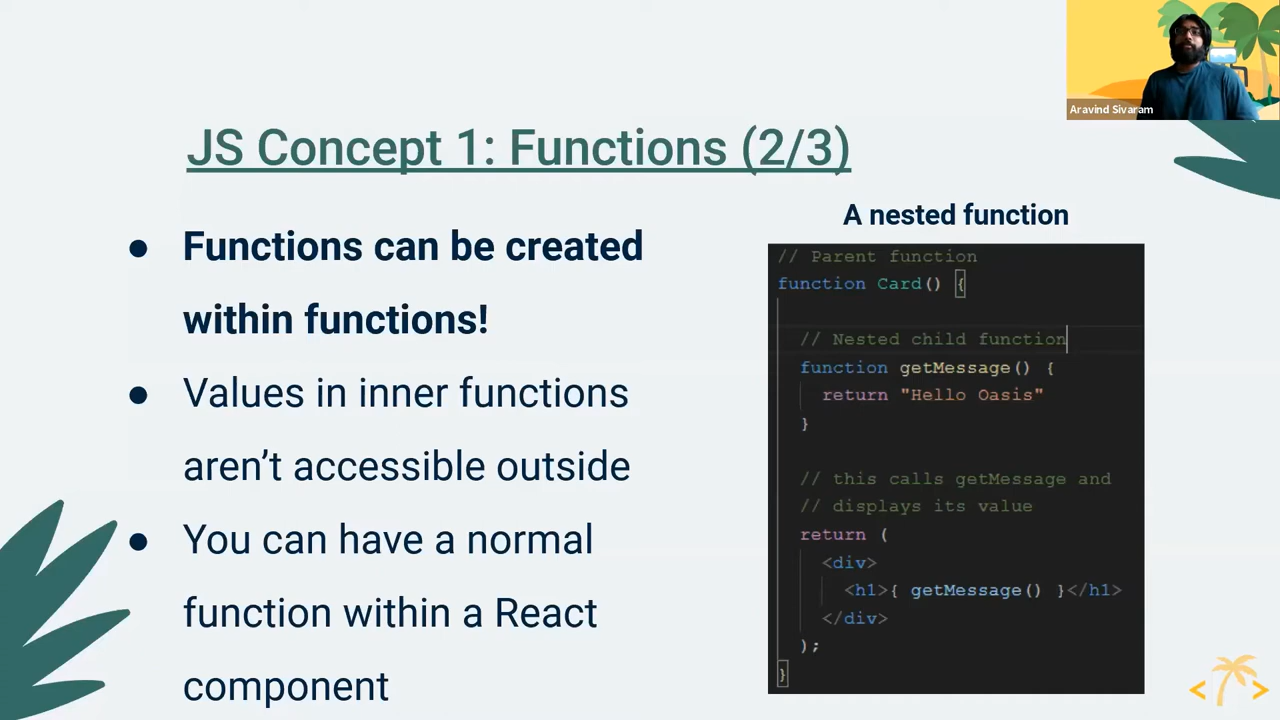 Aravind Sivaram
JS Concept 1: Functions (2/3)
● Functions can be created
within functions!
● Values in inner functions
aren’t accessible outside
● You can have a normal
function within a React
component
A nested function
// Parent function
function Card() {
// Nested child function
function getMessage() {
return "Hello Oasis"
}
// this calls getMessage and
// displays its value
return (
<div>
<h1>{ getMessage() }</h1>
</div>
);
}
< >